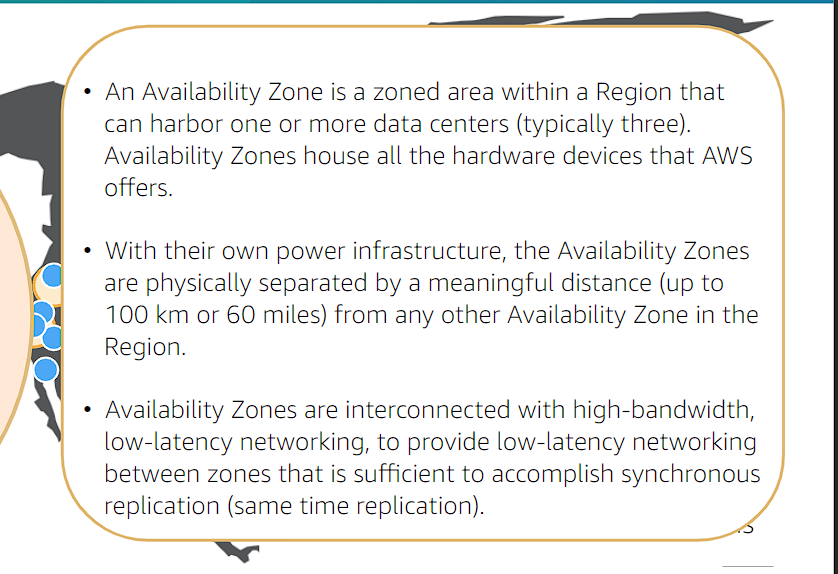 • An Availability Zone is a zoned area within a Region that
can harbor one or more data centers (typically three).
Availability Zones house all the hardware devices that AWS
offers.
• With their own power infrastructure, the Availability Zones
are physically separated by a meaningful distance (up to
100 km or 60 miles) from any other Availability Zone in the
Region.
• Availability Zones are interconnected with high-bandwidth,
low-latency networking, to provide low-latency networking
between zones that is sufficient to accomplish synchronous
replication (same time replication).